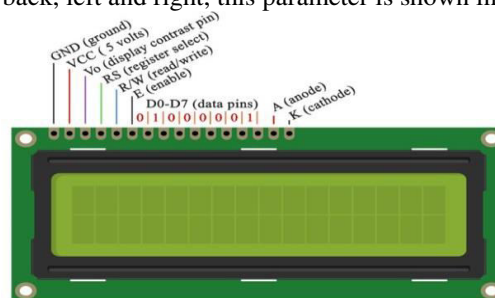 back, left and right, this parameter is shown in
GND (ground)
VCC ( 5 volts)
Vo (display contrast pin)
RS (register select)
R/W (read/write)
E (enable)
D0-D7 (data pins)
0|1|0|0|0|0|0|1|
A (anode)
K (cathode)